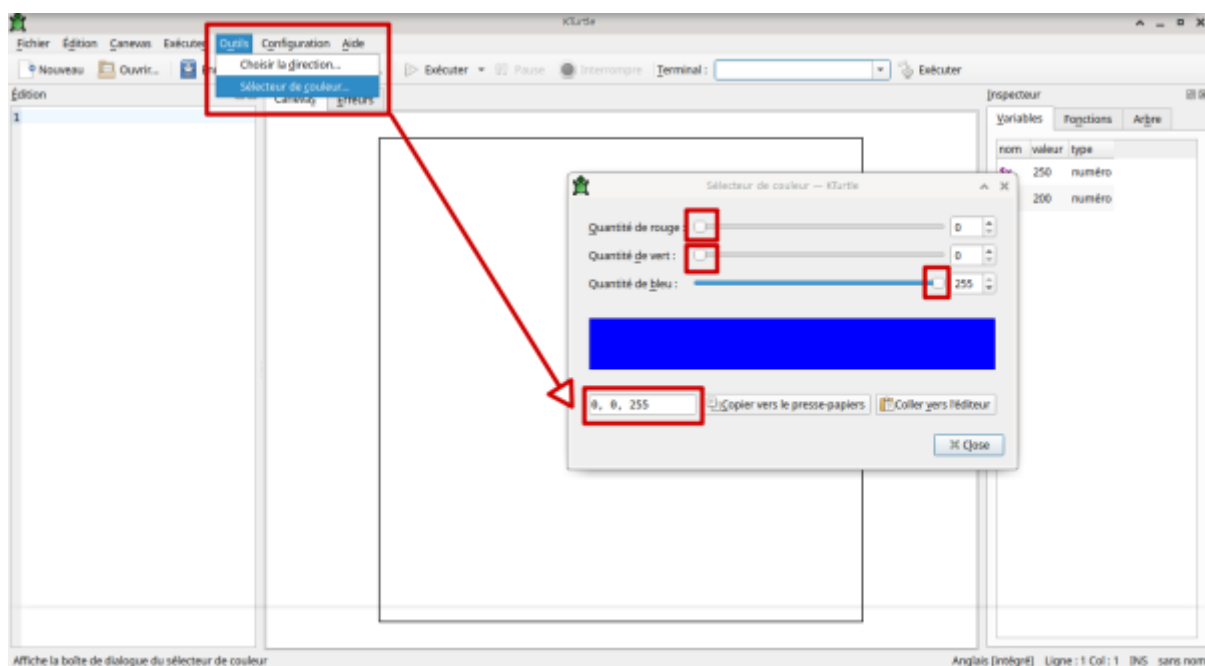 KTurtle
Fichier Édition Canevas Exécuter Outils Configuration Aide
Nouveau Ouvrir... Exécuter Pause Interrompre Terminal : Exécuter
Choisir la direction...
Sélecteur de couleur...
Édition
Canevas Erreurs
Inspecteur
1
Variables Fonctions Arbre
nom valeur type
250 numéro
200 numéro
Sélecteur de couleur — KTurtle
Quantité de rouge : 0
Quantité de vert : 0
Quantité de bleu : 255
0, 0, 255 Copier vers le presse-papiers Coller vers l'éditeur
Close
Affiche la boîte de dialogue du sélecteur de couleur
Anglais [intégré] Ligne : 1 Col : 1 INS sans nom